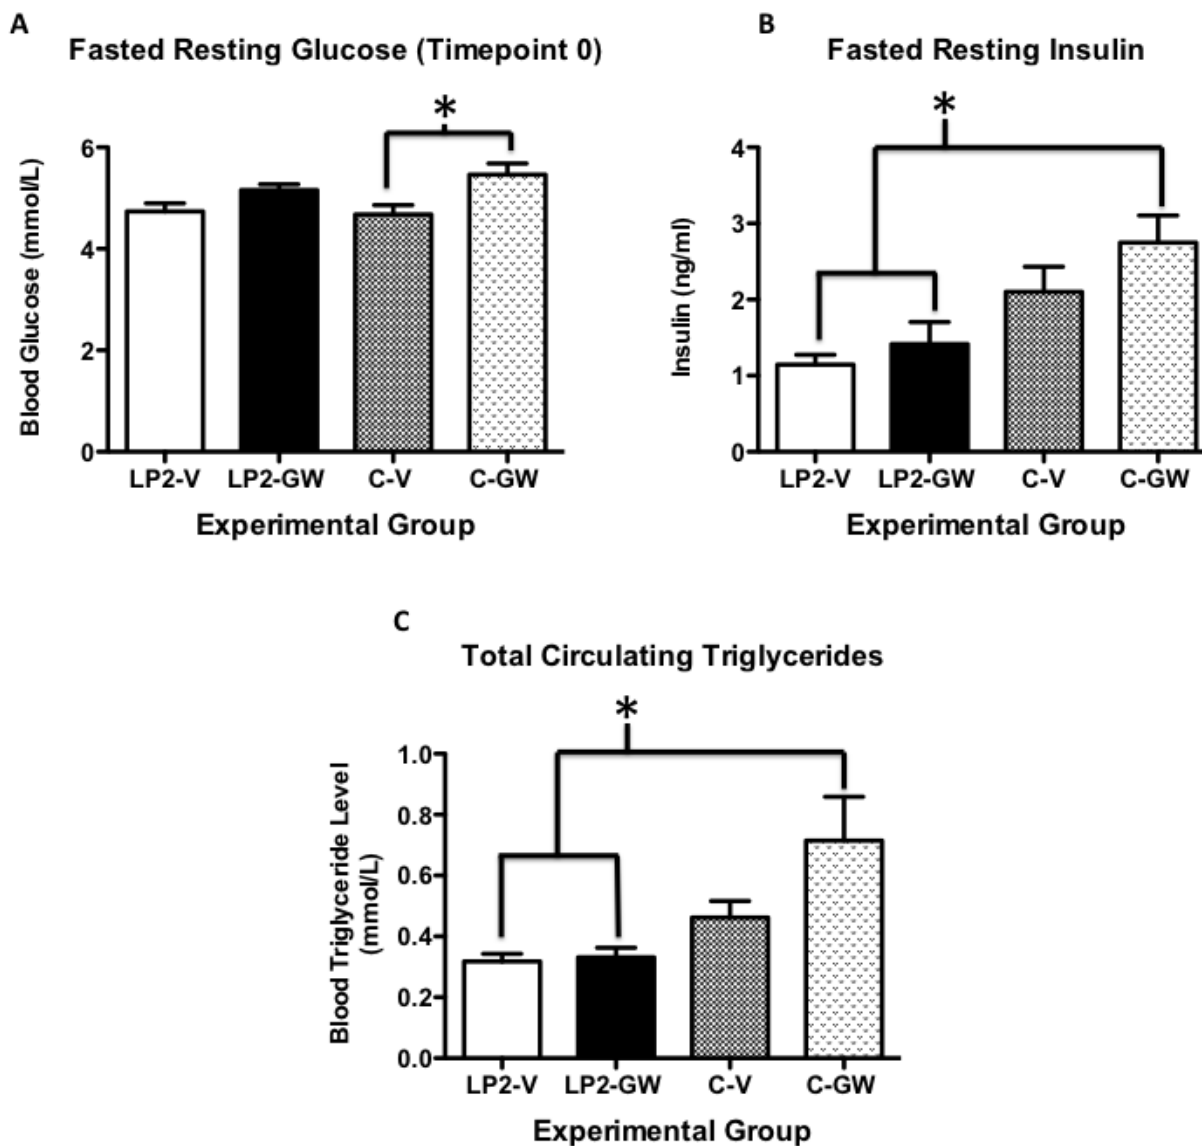 A
Fasted Resting Glucose (Timepoint 0)
*
Blood Glucose (mmol/L)
6
4
2
0
LP2-V LP2-GW C-V C-GW
Experimental Group
B
Fasted Resting Insulin
*
Insulin (ng/ml)
4
3
2
1
0
LP2-V LP2-GW C-V C-GW
Experimental Group
C
Total Circulating Triglycerides
*
Blood Triglyceride Level
(mmol/L)
1.0
0.8
0.6
0.4
0.2
0.0
LP2-V LP2-GW C-V C-GW
Experimental Group